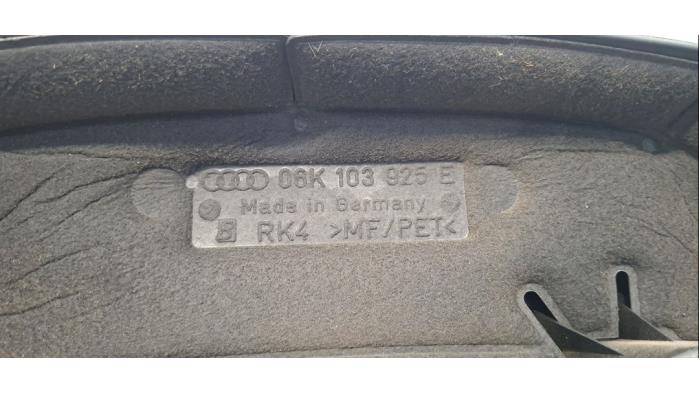 06K 103 925 E
Made in Germany
RK4 >MF/PET<